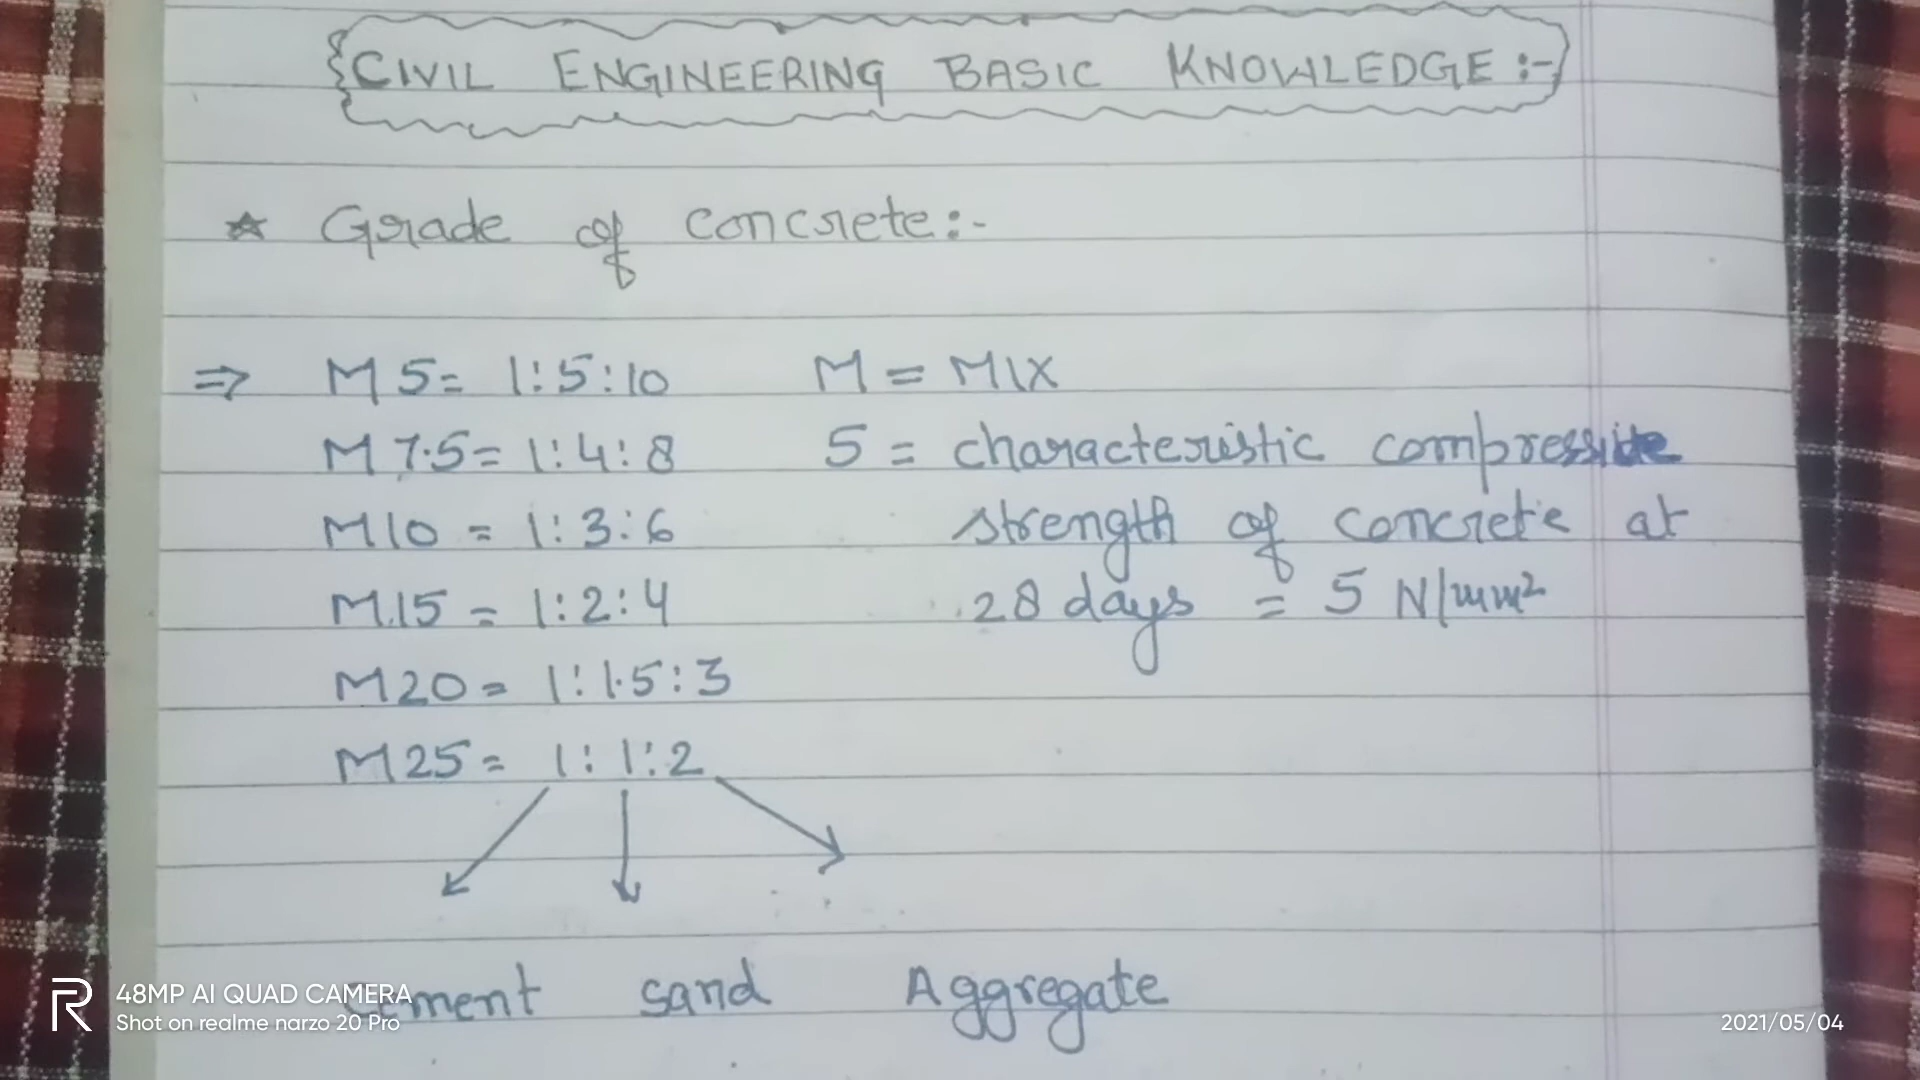 CIVIL ENGINEERING BASIC KNOWLEDGE :-
☆ Grade of concrete:-
⇒ M 5= 1:5:10 M = MIX
M 7.5= 1:4:8 5 = characteristic compressive
M10 = 1:3:6 strength of concrete at
M15 = 1:2:4 28 days = 5 N/mm²
M20= 1:1.5:3
M25= 1:1:2
cement sand Aggregate
48MP AI QUAD CAMERA
Shot on realme narzo 20 Pro
2021/05/04